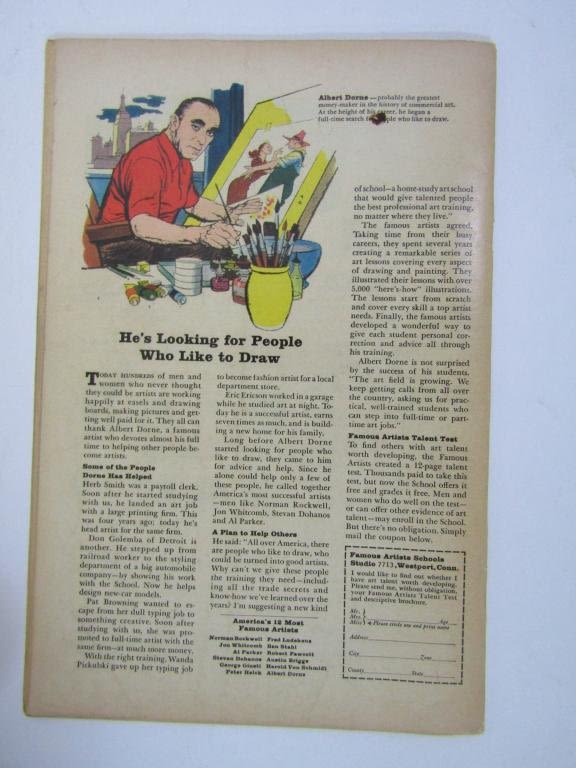 Albert Dorne—probably the greatest
money-maker in the history of commercial art.
At the height of his career, he began a
full-time search people who like to draw.
He's Looking for People
Who Like to Draw
TODAY HUNDREDS of men and
women who never thought
they could be artists are working
happily at easels and drawing
boards, making pictures and get-
ting well paid for it. They all can
thank Albert Dorne, a famous
artist who devotes almost his full
time to helping other people be-
come artists.
Some of the People
Dorne Has Helped
Herb Smith was a payroll clerk.
Soon after he started studying
with us, he landed an art job
with a large printing firm. This
was four years ago; today he's
head artist for the same firm.
Don Golemba of Detroit is
another. He stepped up from
railroad worker to the styling
department of a big automobile
company—by showing his work
with the School. Now he helps
design new-car models.
Pat Browning wanted to es-
cape from her dull typing job to
something creative. Soon after
studying with us, she was pro-
moted to full-time artist with the
same firm—at much more money.
With the right training, Wanda
Pickulski gave up her typing job
to become fashion artist for a local
department store.
Eric Ericson worked in a garage
while he studied art at night. To-
day he is a successful artist, earns
seven times as much, and is build-
ing a new home for his family.
Long before Albert Dorne
started looking for people who
like to draw, they came to him
for advice and help. Since he
alone could help only a few of
these people, he called together
America's most successful artists
—men like Norman Rockwell,
Jon Whitcomb, Stevan Dohanos
and Al Parker.
A Plan to Help Others
He said: "All over America, there
are people who like to draw, who
could be turned into good artists.
Why can't we give these people
the training they need—includ-
ing all the trade secrets and
know-how we've learned over the
years? I'm suggesting a new kind
America's 12 Most
Famous Artists
Norman Rockwell Fred Ludekens
Jon Whitcomb Ben Stahl
Al Parker Robert Fawcett
Stevan Dohanos Austin Briggs
George Giusti Harold Von Schmidt
Peter Helck Albert Dorne
of school—a home-study art school
that would give talented people
the best professional art training,
no matter where they live."
The famous artists agreed.
Taking time from their busy
careers, they spent several years
creating a remarkable series of
art lessons covering every aspect
of drawing and painting. They
illustrated their lessons with over
5,000 "here's-how" illustrations.
The lessons start from scratch
and cover every skill a top artist
needs. Finally, the famous artists
developed a wonderful way to
give each student personal cor-
rection and advice all through
his training.
Albert Dorne is not surprised
by the success of his students.
"The art field is growing. We
keep getting calls from all over
the country, asking us for prac-
tical, well-trained students who
can step into full-time or part-
time art jobs."
Famous Artists Talent Test
To find others with art talent
worth developing, the Famous
Artists created a 12-page talent
test. Thousands paid to take this
test, but now the School offers it
free and grades it free. Men and
women who do well on the test—
or can offer other evidence of art
talent—may enroll in the School.
But there's no obligation. Simply
mail the coupon below.
Famous Artists Schools
Studio 7713, Westport, Conn.
I would like to find out whether I
have art talent worth developing.
Please send me, without obligation,
your Famous Artists Talent Test
and descriptive brochure.
Mr.
Mrs. Age
Miss Please circle one and print name
Address
City Zone
County State